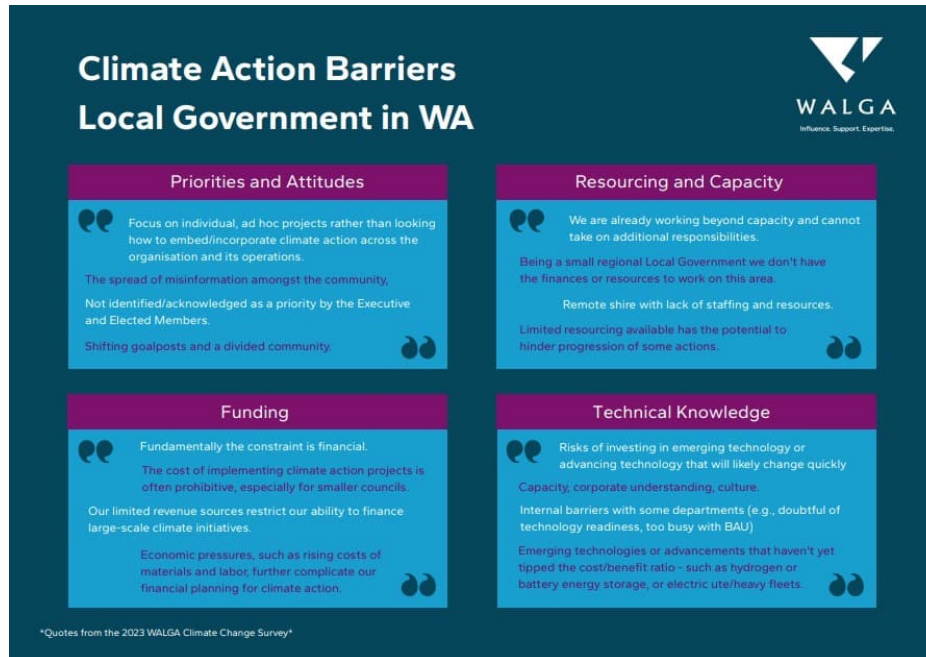 Climate Action Barriers
Local Government in WA
WALGA
Influence. Support. Expertise.
Priorities and Attitudes
Focus on individual, ad hoc projects rather than looking
how to embed/incorporate climate action across the
organisation and its operations.
The spread of misinformation amongst the community,
Not identified/acknowledged as a priority by the Executive
and Elected Members.
Shifting goalposts and a divided community.
Resourcing and Capacity
We are already working beyond capacity and cannot
take on additional responsibilities.
Being a small regional Local Government we don't have
the finances or resources to work on this area.
Remote shire with lack of staffing and resources.
Limited resourcing available has the potential to
hinder progression of some actions.
Funding
Fundamentally the constraint is financial.
The cost of implementing climate action projects is
often prohibitive, especially for smaller councils.
Our limited revenue sources restrict our ability to finance
large-scale climate initiatives.
Economic pressures, such as rising costs of
materials and labor, further complicate our
financial planning for climate action.
Technical Knowledge
Risks of investing in emerging technology or
advancing technology that will likely change quickly
Capacity, corporate understanding, culture.
Internal barriers with some departments (e.g., doubtful of
technology readiness, too busy with BAU)
Emerging technologies or advancements that haven't yet
tipped the cost/benefit ratio - such as hydrogen or
battery energy storage, or electric ute/heavy fleets.
*Quotes from the 2023 WALGA Climate Change Survey*